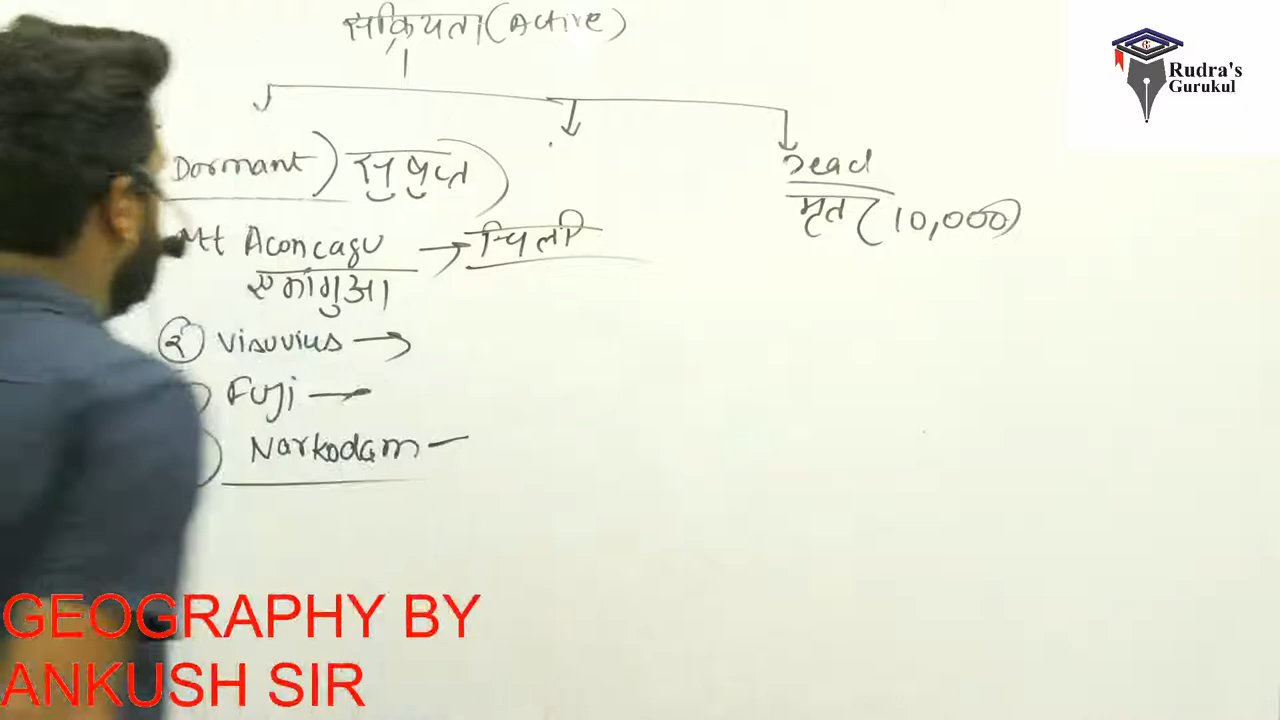 सक्रियता (Active)
Rudra's
Gurukul
Dormant) सुषुप्त)
Dead
मृत (10,000)
Mt Aconcagu → चिली
एकांगुआ
२ Visuvius →
Fuji →
Narkodam —
GEOGRAPHY BY
ANKUSH SIR